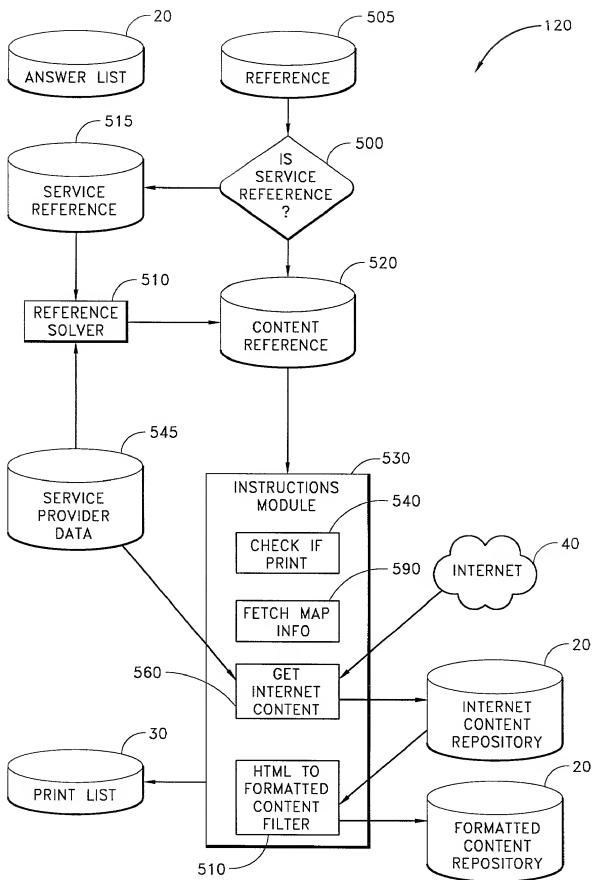 20
505
120
ANSWER LIST
REFERENCE
515
500
IS
SERVICE
REFEERENCE
?
SERVICE
REFERENCE
510
520
REFERENCE
SOLVER
CONTENT
REFERENCE
545
530
SERVICE
PROVIDER
DATA
INSTRUCTIONS
MODULE
540
CHECK IF
PRINT
590
FETCH MAP
INFO
40
INTERNET
560
GET
INTERNET
CONTENT
20
INTERNET
CONTENT
REPOSITORY
30
PRINT LIST
HTML TO
FORMATTED
CONTENT
FILTER
510
20
FORMATTED
CONTENT
REPOSITORY